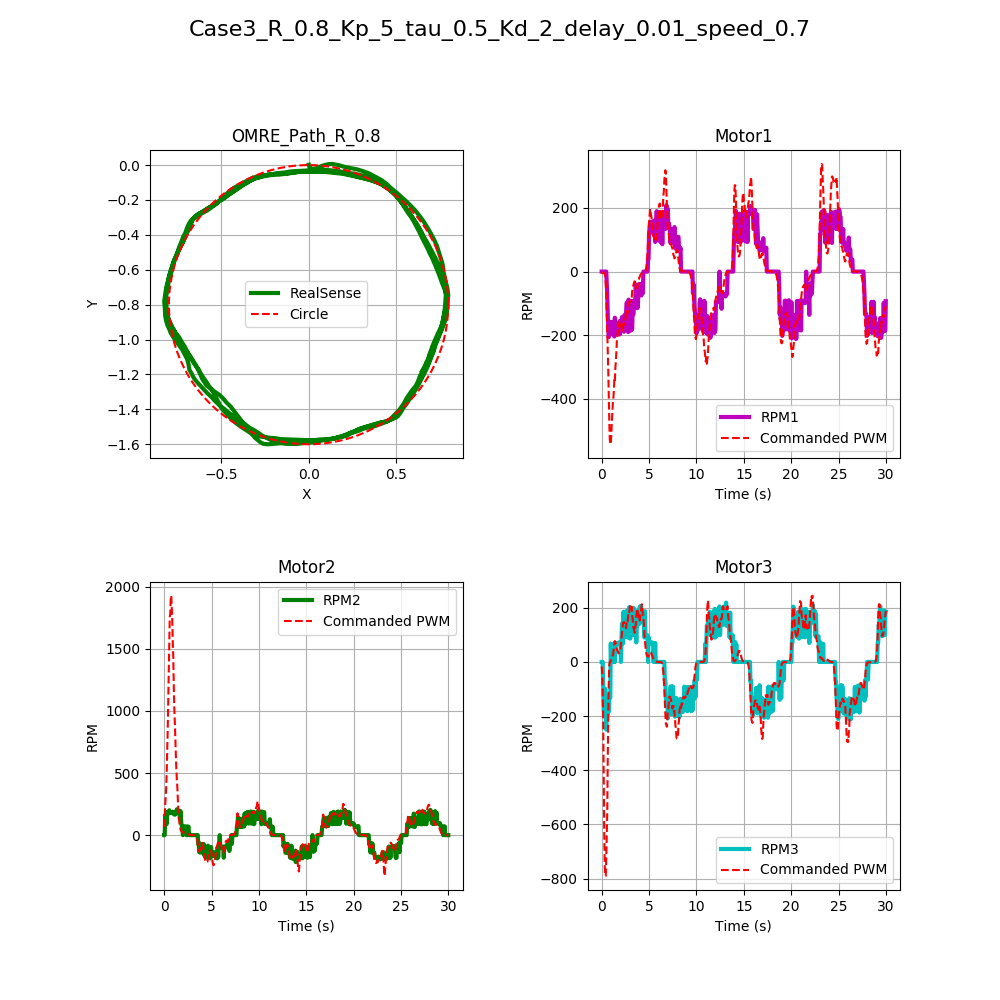 Case3_R_0.8_Kp_5_tau_0.5_Kd_2_delay_0.01_speed_0.7
OMRE_Path_R_0.8
0.0
−0.2
−0.4
−0.6
−0.8
−1.0
−1.2
−1.4
−1.6
Y
RealSense
Circle
−0.5
0.0
0.5
X
Motor1
200
0
−200
−400
RPM
RPM1
Commanded PWM
0
5
10
15
20
25
30
Time (s)
Motor2
2000
1500
1000
500
0
RPM
RPM2
Commanded PWM
0
5
10
15
20
25
30
Time (s)
Motor3
200
0
−200
−400
−600
−800
RPM
RPM3
Commanded PWM
0
5
10
15
20
25
30
Time (s)